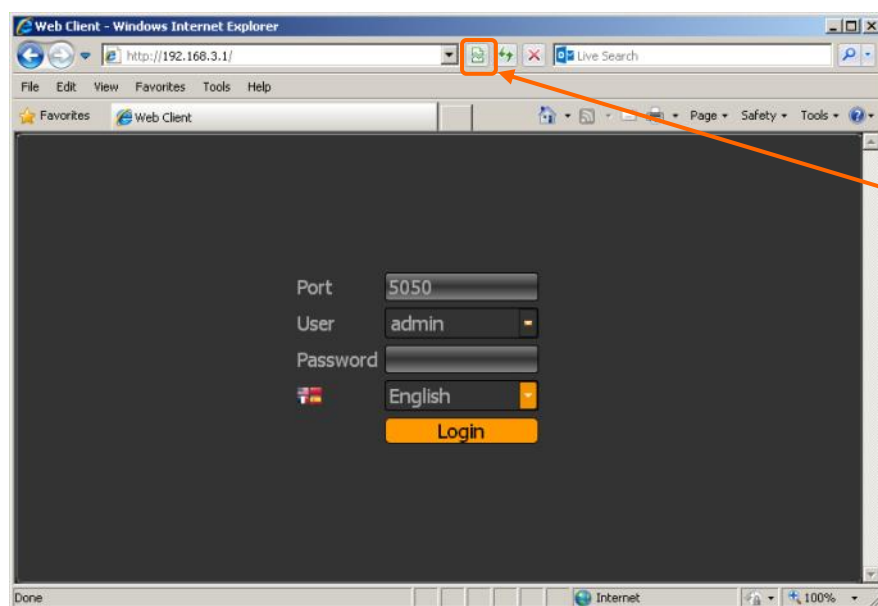 Web Client - Windows Internet Explorer
http://192.168.3.1/
Live Search
File Edit View Favorites Tools Help
Favorites Web Client Page Safety Tools
Port 5050
User admin
Password
English
Login
Done Internet 100%